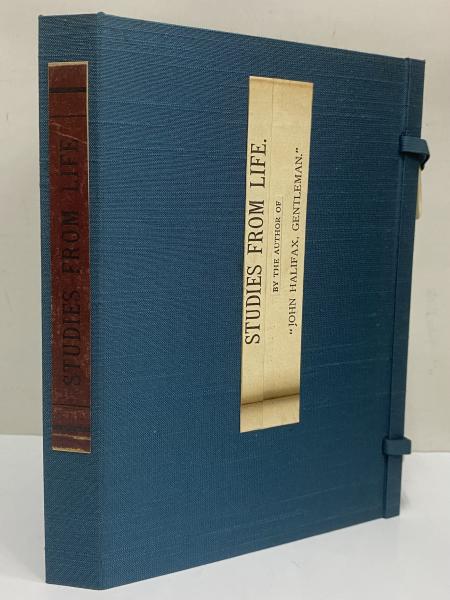 STUDIES FROM LIFE
STUDIES FROM LIFE.
BY THE AUTHOR OF
"JOHN HALIFAX, GENTLEMAN."